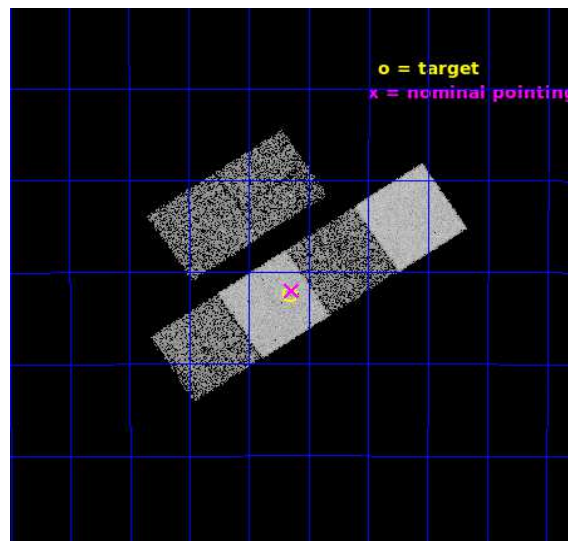 o = target
x = nominal pointing